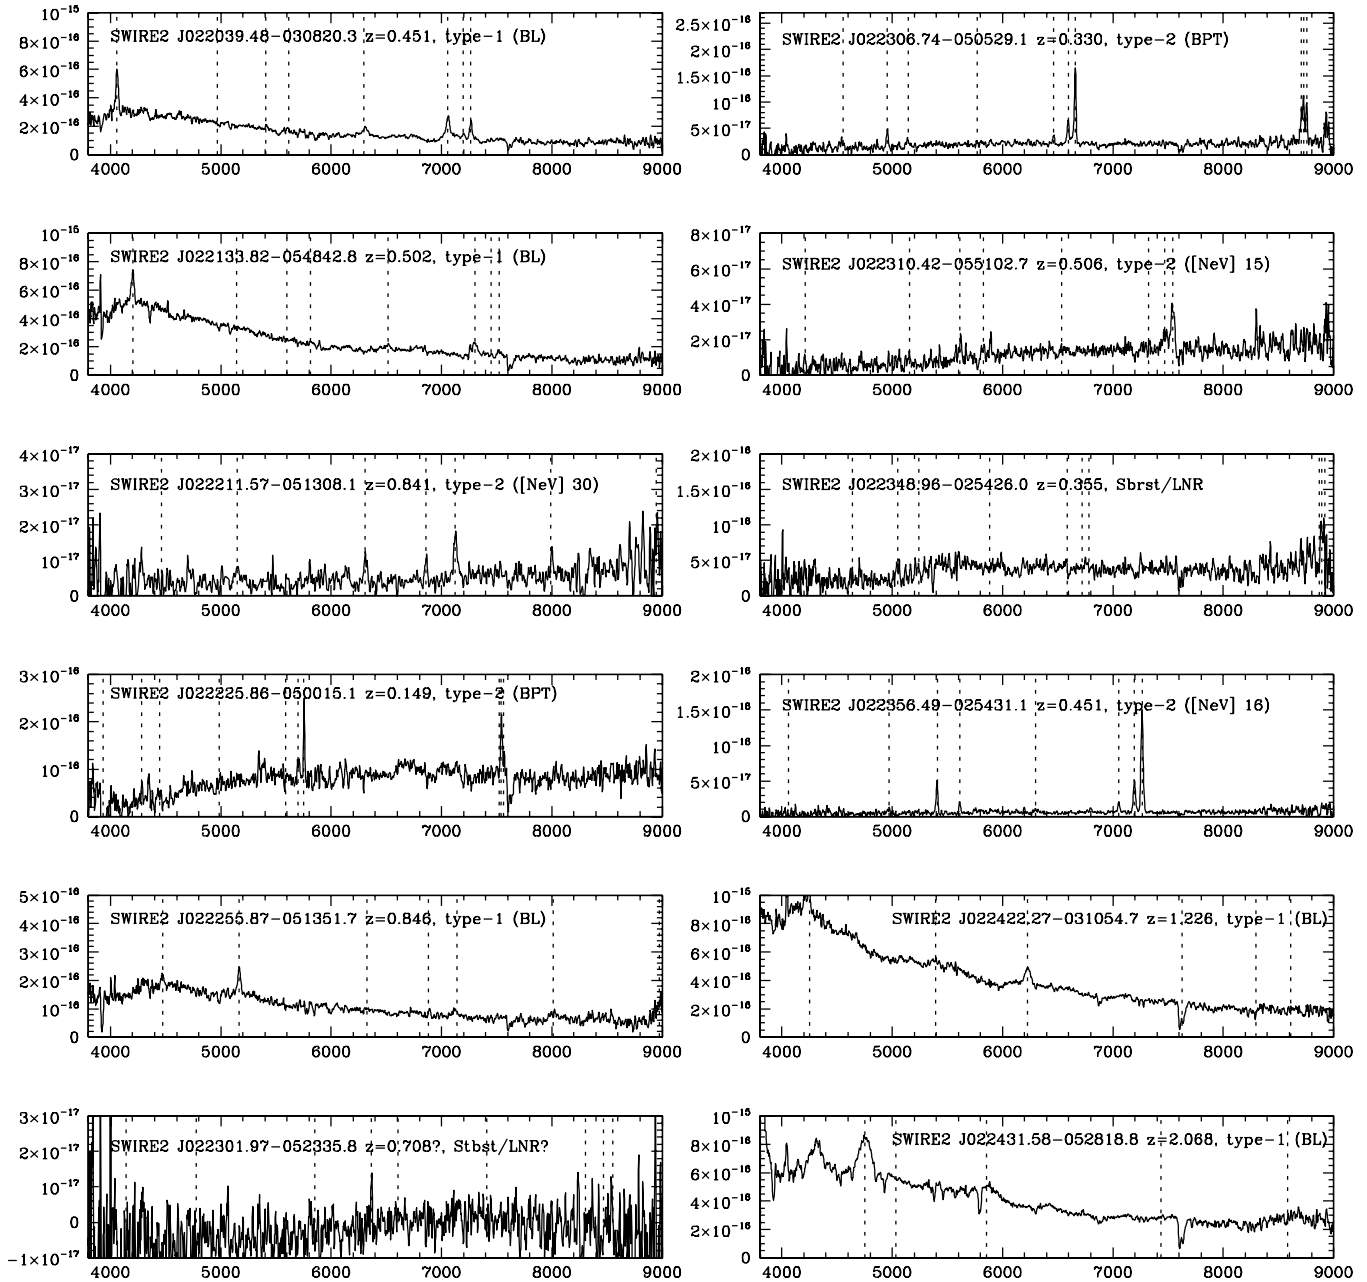 10⁻¹⁵
8×10⁻¹⁶
6×10⁻¹⁶
4×10⁻¹⁶
2×10⁻¹⁶
0
SWIRE2 J022039.48−030820.3 z=0.451, type−1 (BL)
4000 5000 6000 7000 8000 9000
2.5×10⁻¹⁶
2×10⁻¹⁶
1.5×10⁻¹⁶
10⁻¹⁶
5×10⁻¹⁷
0
SWIRE2 J022306.74−050529.1 z=0.330, type−2 (BPT)
4000 5000 6000 7000 8000 9000
10⁻¹⁵
8×10⁻¹⁶
6×10⁻¹⁶
4×10⁻¹⁶
2×10⁻¹⁶
0
SWIRE2 J022133.82−054842.8 z=0.502, type−1 (BL)
4000 5000 6000 7000 8000 9000
8×10⁻¹⁷
6×10⁻¹⁷
4×10⁻¹⁷
2×10⁻¹⁷
0
SWIRE2 J022310.42−055102.7 z=0.506, type−2 ([NeV] 15)
4000 5000 6000 7000 8000 9000
4×10⁻¹⁷
3×10⁻¹⁷
2×10⁻¹⁷
10⁻¹⁷
0
SWIRE2 J022211.57−051308.1 z=0.841, type−2 ([NeV] 30)
4000 5000 6000 7000 8000 9000
2×10⁻¹⁶
1.5×10⁻¹⁶
10⁻¹⁶
5×10⁻¹⁷
0
SWIRE2 J022348.96−025426.0 z=0.355, Sbrst/LNR
4000 5000 6000 7000 8000 9000
3×10⁻¹⁶
2×10⁻¹⁶
10⁻¹⁶
0
SWIRE2 J022225.86−050015.1 z=0.149, type−2 (BPT)
4000 5000 6000 7000 8000 9000
2×10⁻¹⁶
1.5×10⁻¹⁶
10⁻¹⁶
5×10⁻¹⁷
0
SWIRE2 J022356.49−025431.1 z=0.451, type−2 ([NeV] 16)
4000 5000 6000 7000 8000 9000
5×10⁻¹⁶
4×10⁻¹⁶
3×10⁻¹⁶
2×10⁻¹⁶
10⁻¹⁶
0
SWIRE2 J022255.87−051351.7 z=0.846, type−1 (BL)
4000 5000 6000 7000 8000 9000
10⁻¹⁵
8×10⁻¹⁶
6×10⁻¹⁶
4×10⁻¹⁶
2×10⁻¹⁶
0
SWIRE2 J022422.27−031054.7 z=1.226, type−1 (BL)
4000 5000 6000 7000 8000 9000
3×10⁻¹⁷
2×10⁻¹⁷
10⁻¹⁷
0
−10⁻¹⁷
SWIRE2 J022301.97−052335.8 z=0.708?, Stbst/LNR?
4000 5000 6000 7000 8000 9000
10⁻¹⁵
8×10⁻¹⁶
6×10⁻¹⁶
4×10⁻¹⁶
2×10⁻¹⁶
0
SWIRE2 J022431.58−052818.8 z=2.068, type−1 (BL)
4000 5000 6000 7000 8000 9000